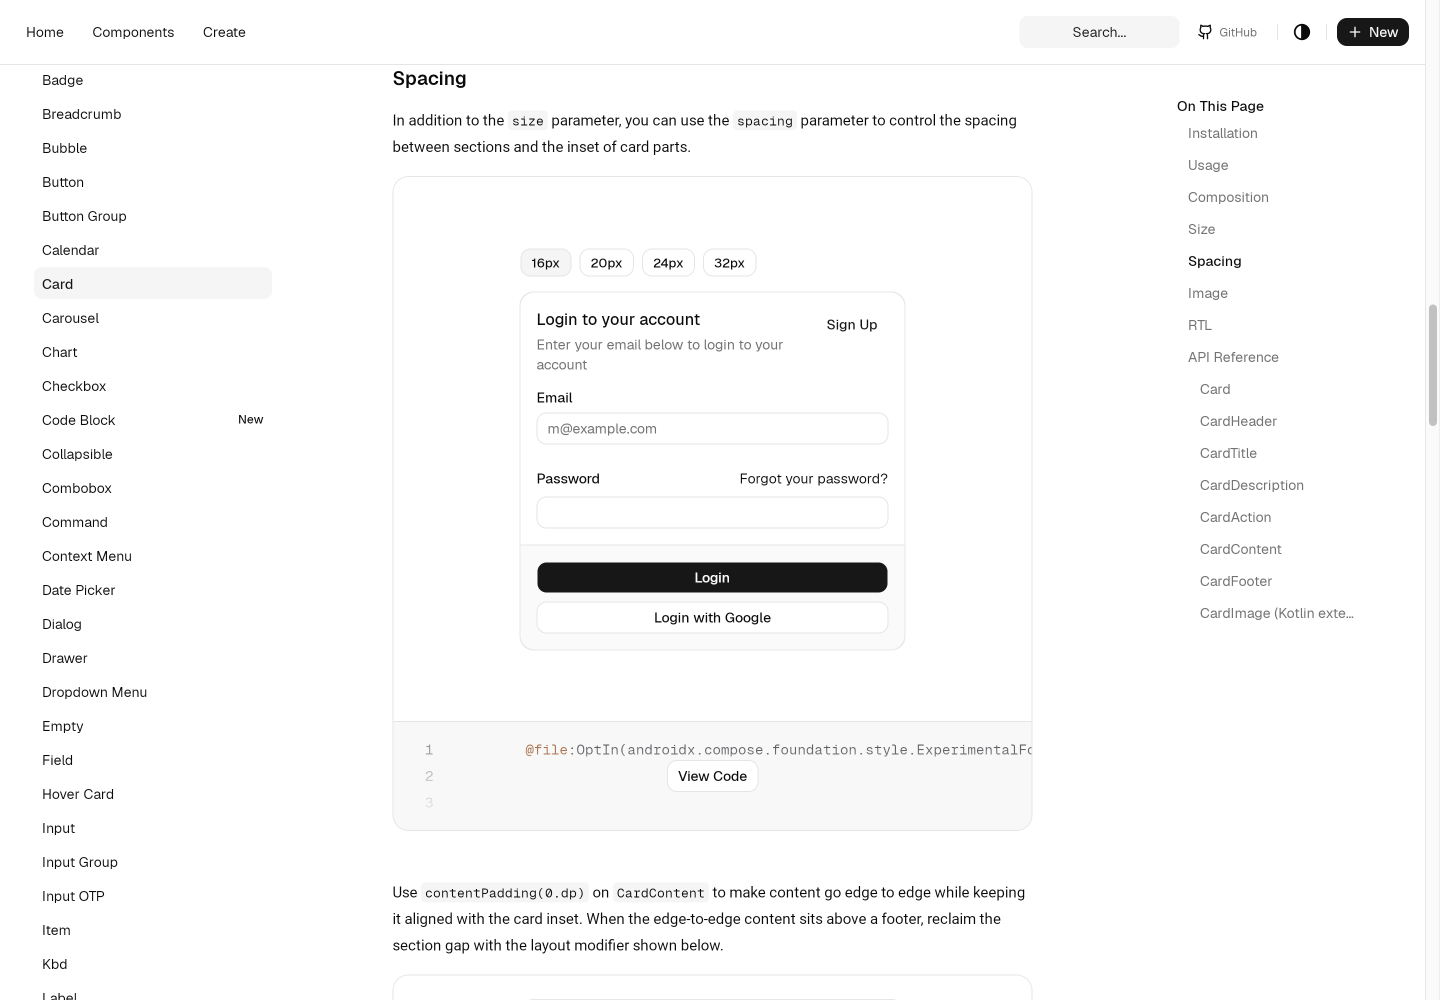 Home
Components
Create
Search...
GitHub
New
Badge
Breadcrumb
Bubble
Button
Button Group
Calendar
Card
Carousel
Chart
Checkbox
Code Block
New
Collapsible
Combobox
Command
Context Menu
Date Picker
Dialog
Drawer
Dropdown Menu
Empty
Field
Hover Card
Input
Input Group
Input OTP
Item
Kbd
Label
Spacing
In addition to the size parameter, you can use the spacing parameter to control the spacing
between sections and the inset of card parts.
16px
20px
24px
32px
Login to your account
Sign Up
Enter your email below to login to your
account
Email
m@example.com
Password
Forgot your password?
Login
Login with Google
1
@file:OptIn(androidx.compose.foundation.style.ExperimentalFo
2
View Code
3
Use contentPadding(0.dp) on CardContent to make content go edge to edge while keeping
it aligned with the card inset. When the edge-to-edge content sits above a footer, reclaim the
section gap with the layout modifier shown below.
On This Page
Installation
Usage
Composition
Size
Spacing
Image
RTL
API Reference
Card
CardHeader
CardTitle
CardDescription
CardAction
CardContent
CardFooter
CardImage (Kotlin exte...